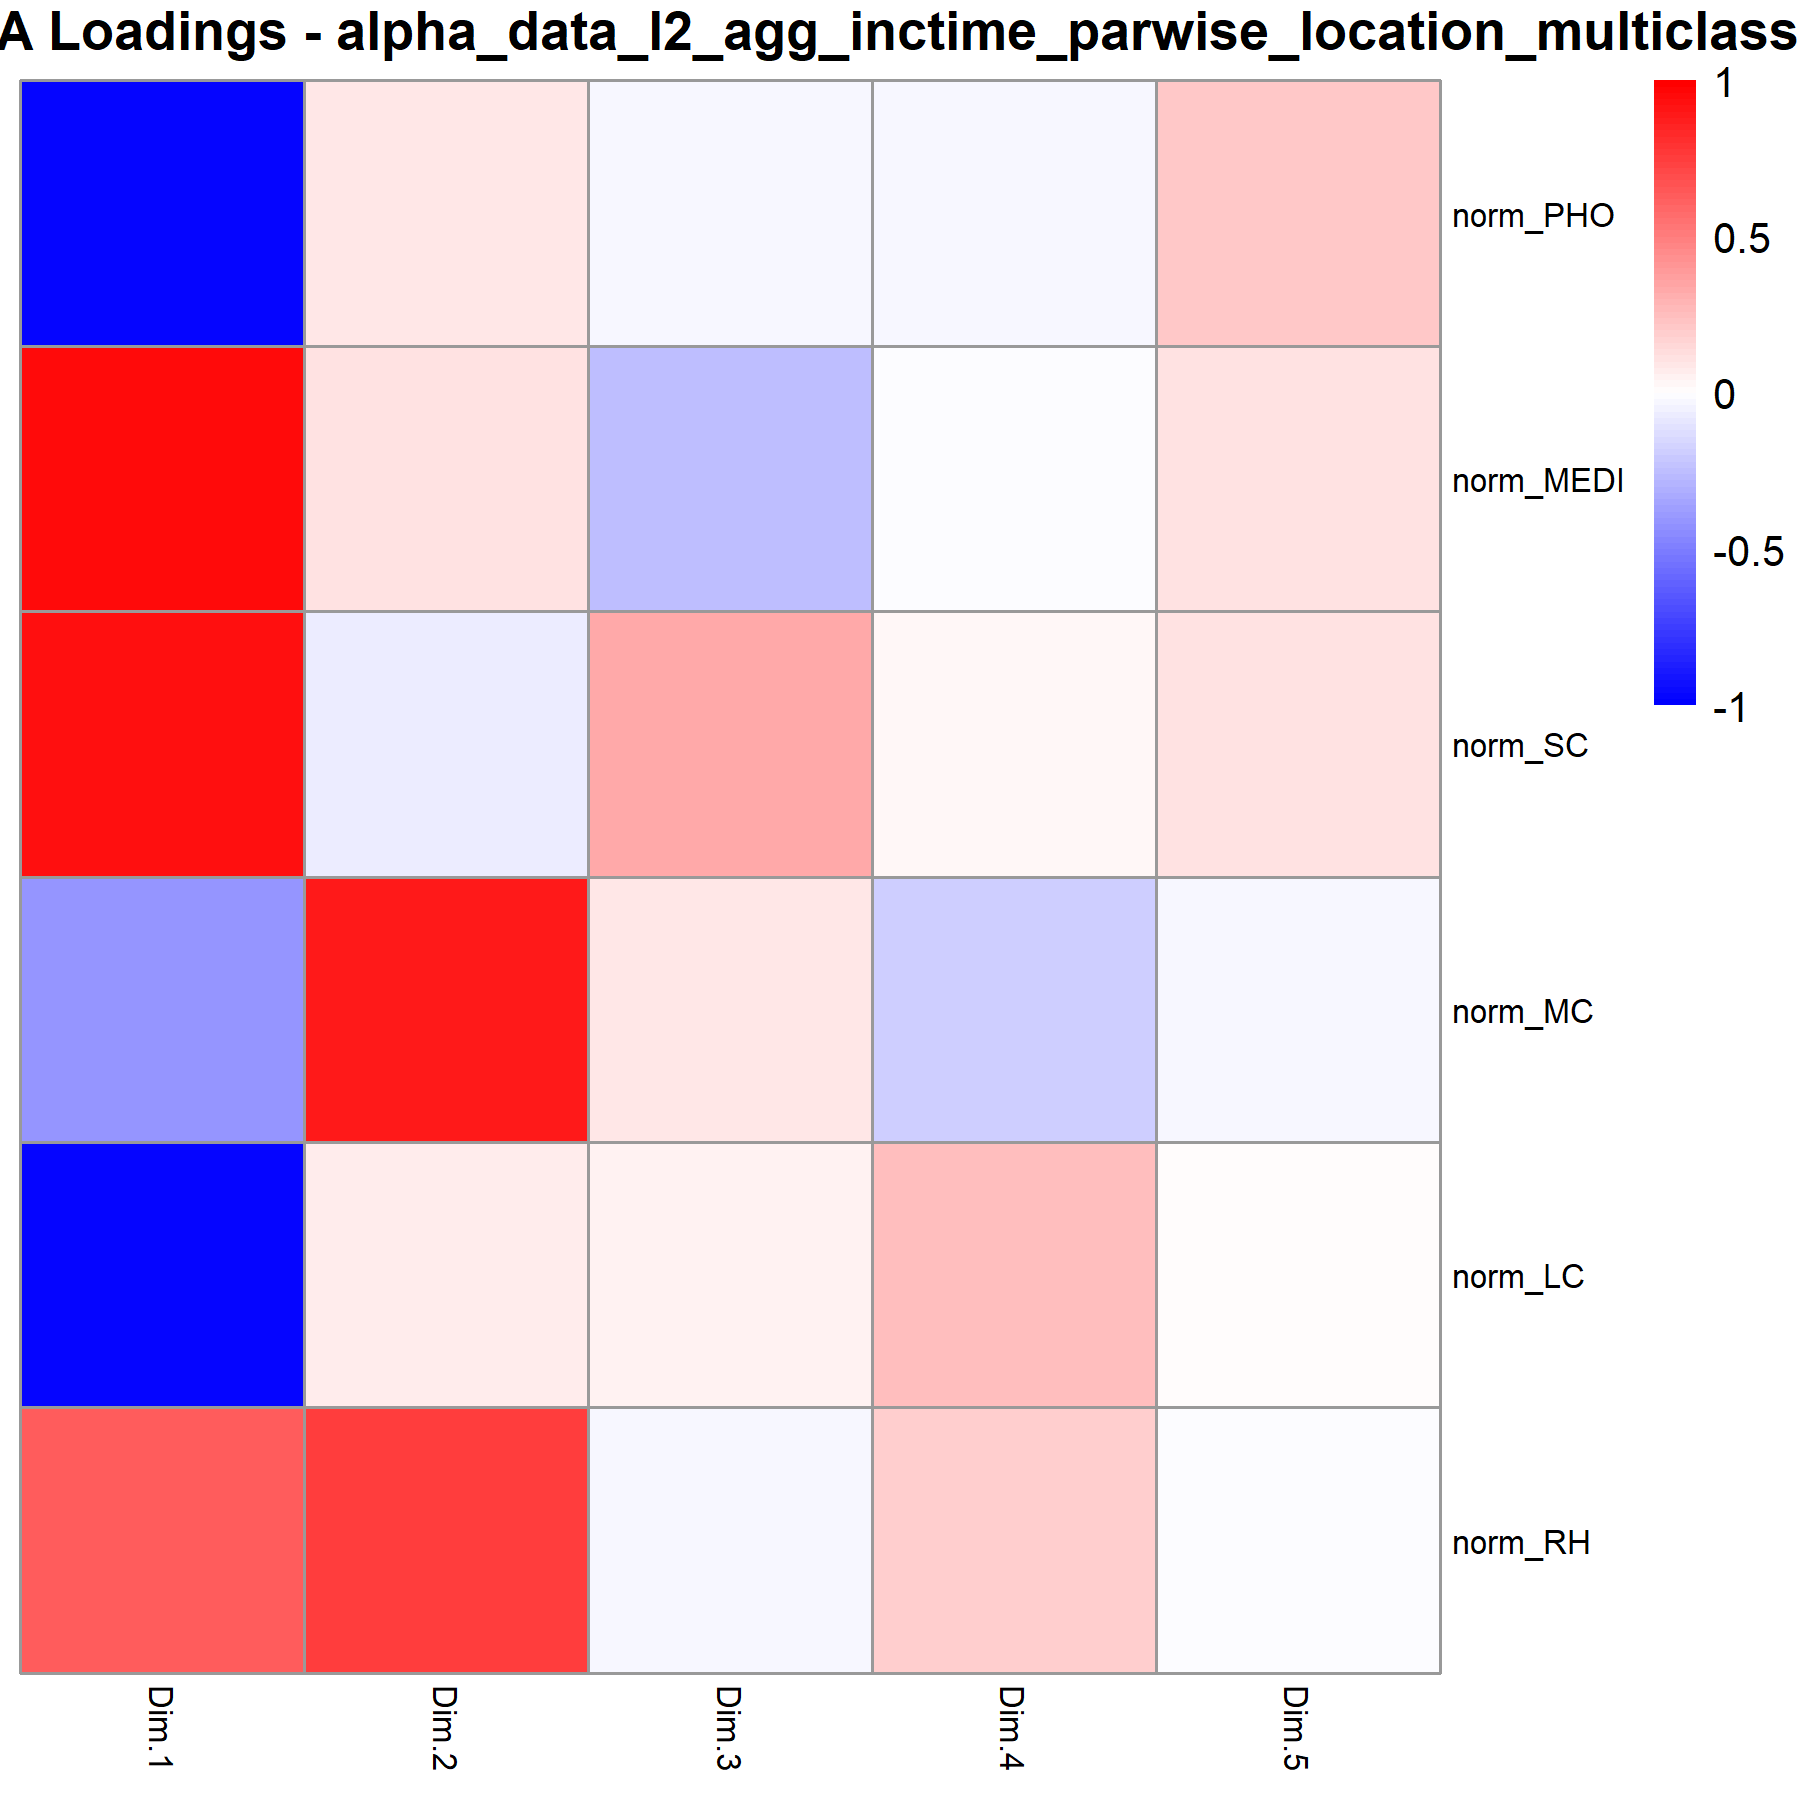 A Loadings - alpha_data_l2_agg_inctime_parwise_location_multiclass
1
0.5
0
-0.5
-1
norm_PHO
norm_MEDI
norm_SC
norm_MC
norm_LC
norm_RH
Dim.1
Dim.2
Dim.3
Dim.4
Dim.5